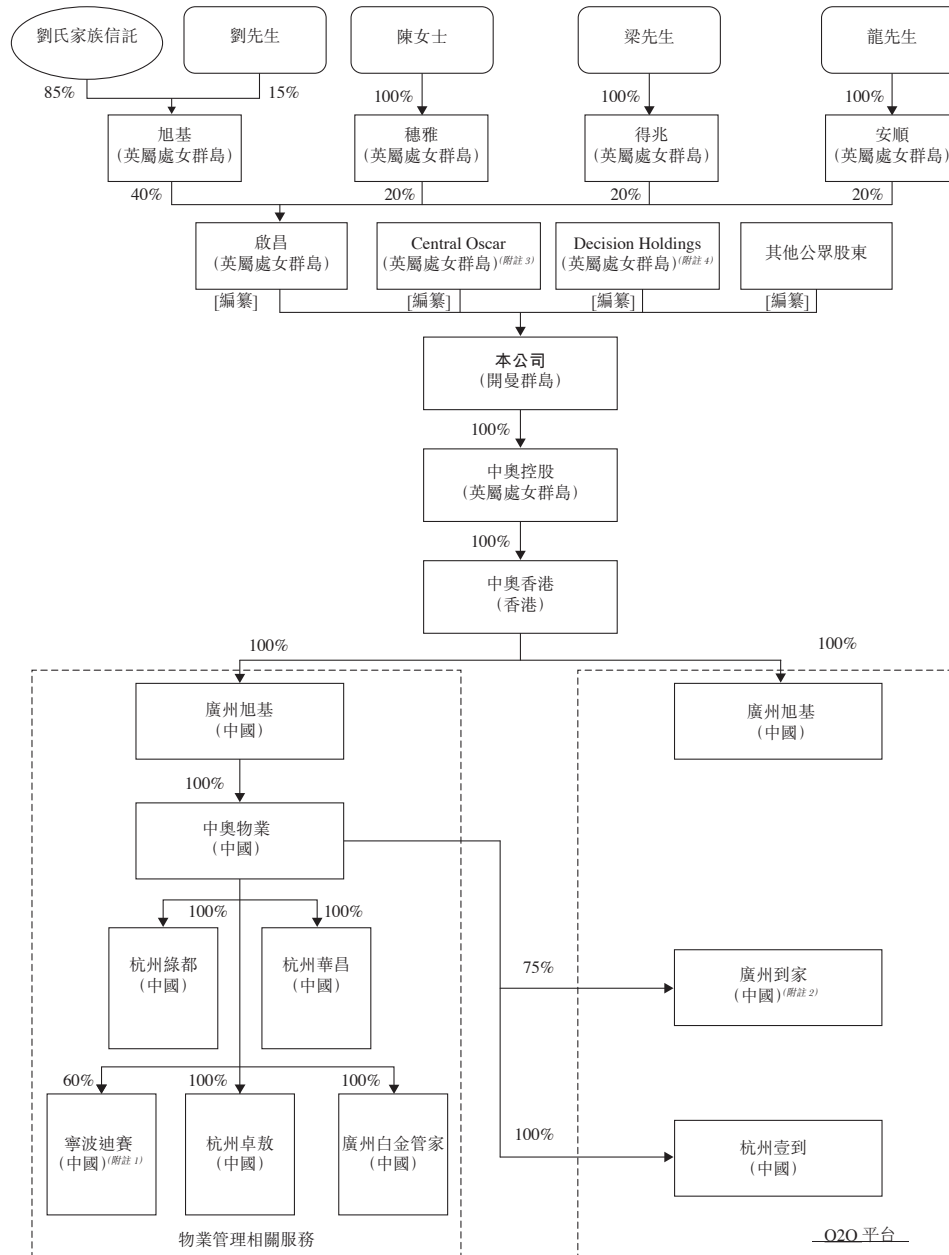 劉氏家族信託
劉先生
陳女士
梁先生
龍先生
85%
15%
100%
100%
100%
旭基
(英屬處女群島)
穗雅
(英屬處女群島)
得兆
(英屬處女群島)
安順
(英屬處女群島)
40%
20%
20%
20%
啟昌
(英屬處女群島)
Central Oscar
(英屬處女群島)(附註 3)
Decision Holdings
(英屬處女群島)(附註 4)
其他公眾股東
[編纂]
[編纂]
[編纂]
[編纂]
本公司
(開曼群島)
100%
中奧控股
(英屬處女群島)
100%
中奧香港
(香港)
100%
100%
廣州旭基
(中國)
廣州旭基
(中國)
100%
中奧物業
(中國)
100%
100%
杭州綠都
(中國)
杭州華昌
(中國)
75%
廣州到家
(中國)(附註 2)
60%
100%
100%
寧波迪賽
(中國)(附註 1)
杭州卓敖
(中國)
廣州白金管家
(中國)
100%
杭州壹到
(中國)
物業管理相關服務
O2O 平台